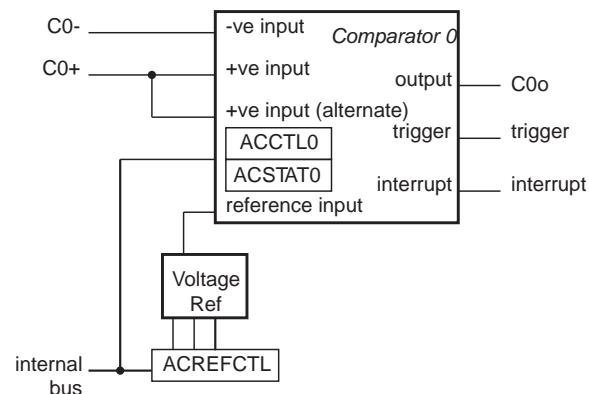 C0-
-ve input
Comparator 0
C0+
+ve input
output
C0o
+ve input (alternate)
trigger
trigger
ACCTL0
ACSTAT0
interrupt
interrupt
reference input
Voltage
Ref
internal
bus
ACREFCTL